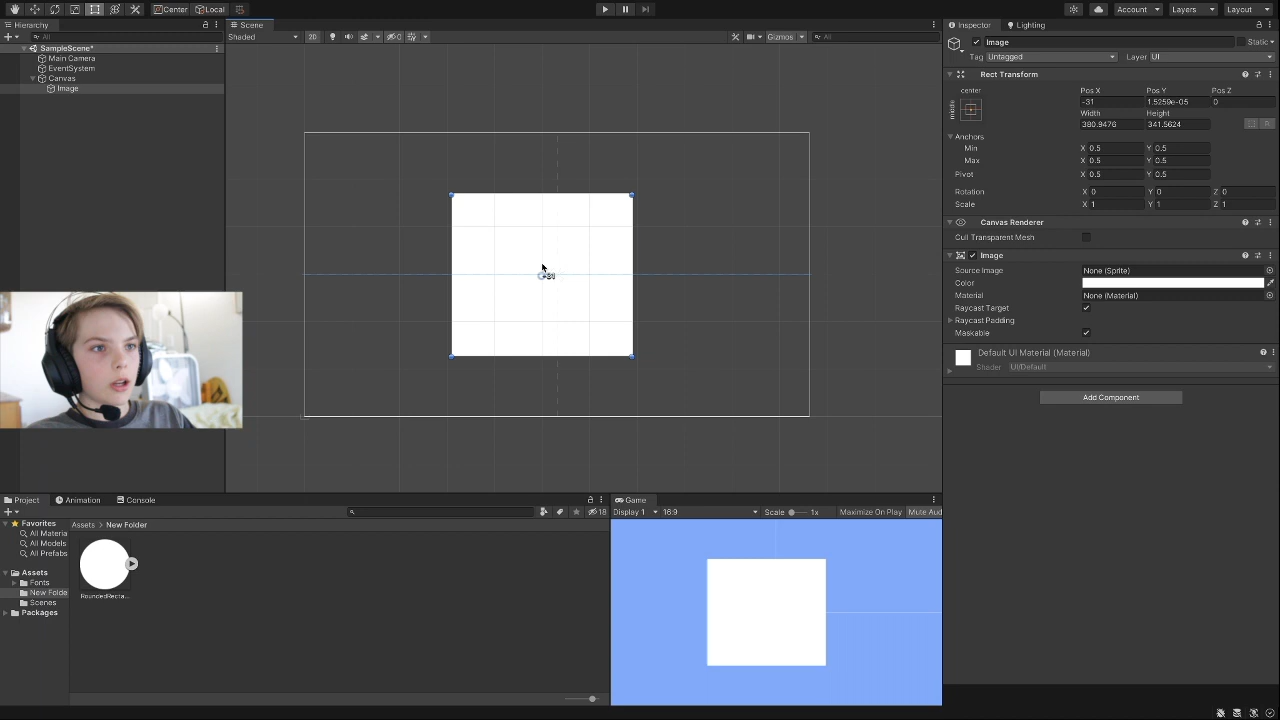 Center Local Account Layers Layout
Hierarchy Scene Inspector Lighting
All Shaded 2D 0 Gizmos All Image Static
SampleScene* Tag Untagged Layer UI
Main Camera
EventSystem Rect Transform
Canvas center Pos X Pos Y Pos Z
Image middle -31 1.5259e-05 0
Width Height
380.9476 341.5624 R
Anchors
Min X 0.5 Y 0.5
Max X 0.5 Y 0.5
Pivot X 0.5 Y 0.5
Rotation X 0 Y 0 Z 0
Scale X 1 Y 1 Z 1
Canvas Renderer
Cull Transparent Mesh
Image
Source Image None (Sprite)
-31
Color
Material None (Material)
Raycast Target
Raycast Padding
Maskable
Default UI Material (Material)
Shader UI/Default
Add Component
Project Animation Console Game
18 Display 1 16:9 Scale 1x Maximize On Play Mute Aud
Favorites Assets > New Folder
All Materia
All Models
All Prefabs
Assets
Fonts
New Folde RoundedRecta...
Scenes
Packages